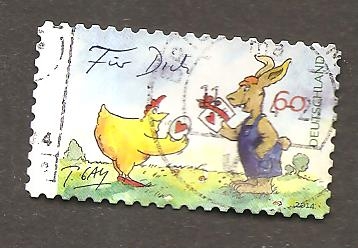 Für Dich
60
DEUTSCHLAND
T. GAY
2014